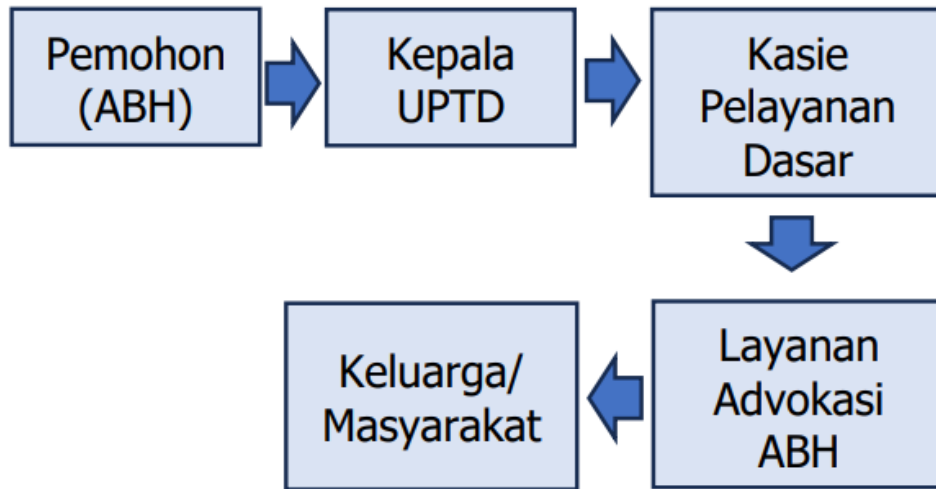 Pemohon
(ABH)
Kepala
UPTD
Kasie
Pelayanan
Dasar
Layanan
Advokasi
ABH
Keluarga/
Masyarakat